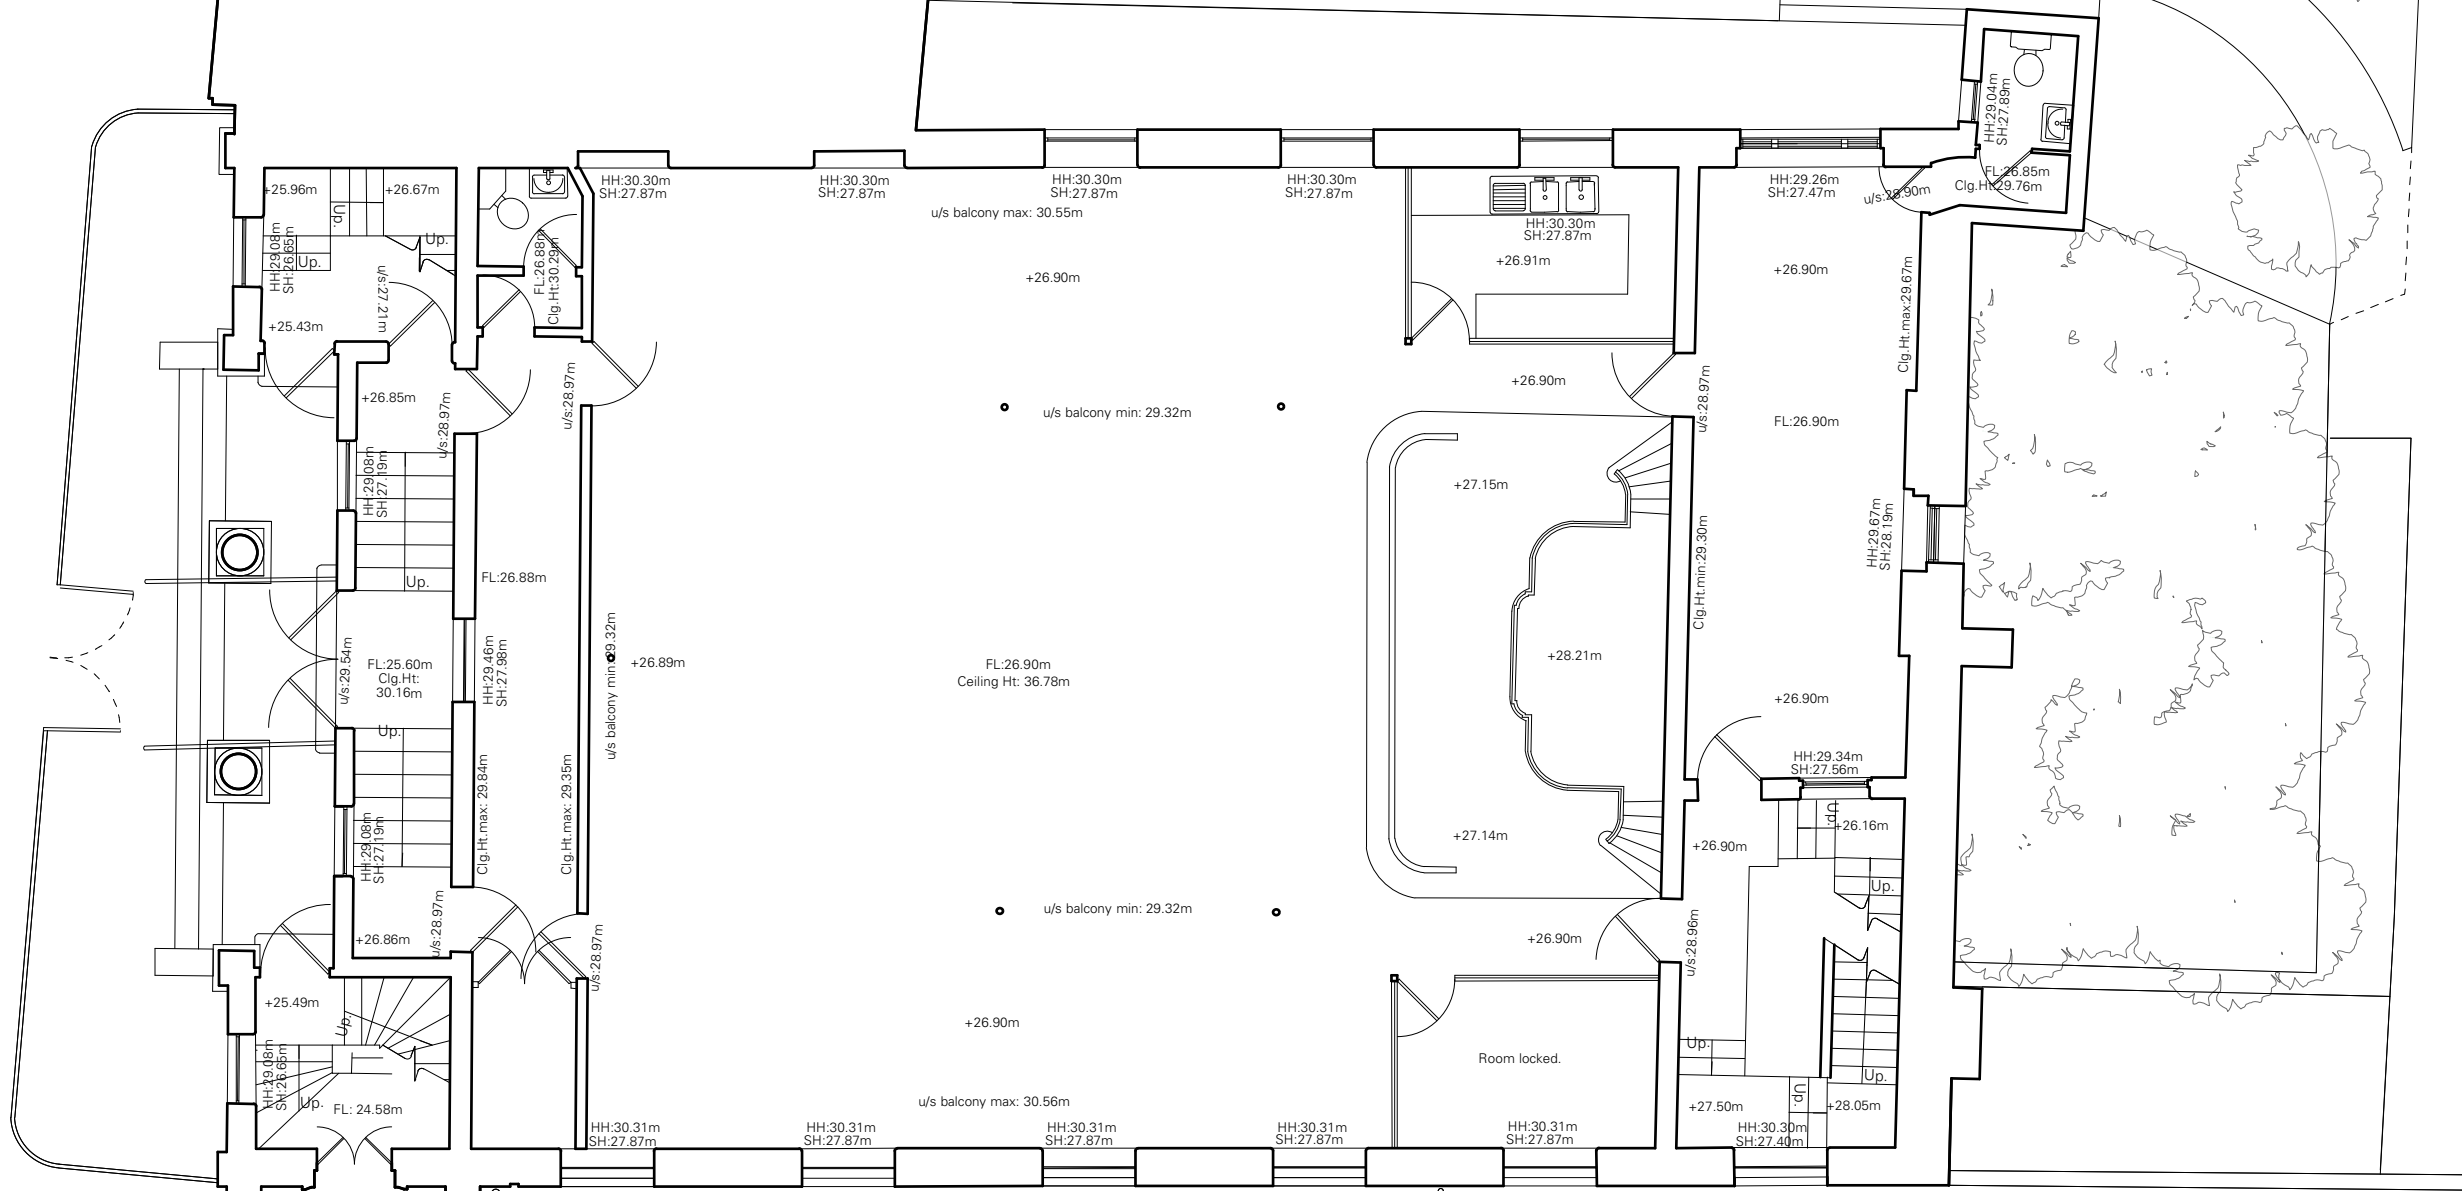 HH:29.04m
SH:27.89m
FL:26.85m
Clg.Ht:29.76m
u/s:28.90m
+25.96m
+26.67m
Up.
Up.
Up.
HH:29.08m
SH:26.65m
u/s:27.21m
+25.43m
FL:26.88m
Clg.Ht:30.29m
HH:30.30m
SH:27.87m
HH:30.30m
SH:27.87m
HH:30.30m
SH:27.87m
HH:30.30m
SH:27.87m
u/s balcony max: 30.55m
+26.90m
HH:30.30m
SH:27.87m
+26.91m
HH:29.26m
SH:27.47m
+26.90m
Clg.Ht.max:29.67m
+26.85m
u/s:28.97m
u/s:28.97m
u/s balcony min: 29.32m
+26.90m
u/s:28.97m
FL:26.90m
HH:29.08m
SH:27.19m
Up.
FL:26.88m
+27.15m
Clg.Ht.min:29.30m
HH:29.67m
SH:28.19m
u/s:29.54m
FL:25.60m
Clg.Ht:
30.16m
HH:29.46m
SH:27.98m
u/s balcony min:29.32m
+26.89m
FL:26.90m
Ceiling Ht: 36.78m
+28.21m
+26.90m
Up.
HH:29.08m
SH:27.19m
Clg.Ht.max: 29.84m
Clg.Ht.max: 29.35m
HH:29.34m
SH:27.56m
+27.14m
+26.90m
Up.
+26.16m
Up.
+26.86m
u/s:28.97m
u/s:28.97m
u/s balcony min: 29.32m
+26.90m
u/s:28.96m
+25.49m
Up.
+26.90m
HH:29.08m
SH:26.65m
Up.
FL: 24.58m
Room locked.
Up.
Up.
u/s balcony max: 30.56m
+27.50m
Up.
+28.05m
HH:30.31m
SH:27.87m
HH:30.31m
SH:27.87m
HH:30.31m
SH:27.87m
HH:30.31m
SH:27.87m
HH:30.31m
SH:27.87m
HH:30.30m
SH:27.40m